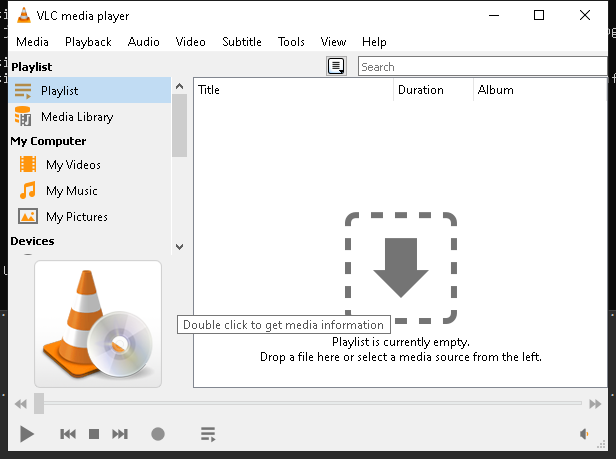 VLC media player
Media Playback Audio Video Subtitle Tools View Help
Playlist
Search
Playlist
Media Library
My Computer
My Videos
My Music
My Pictures
Devices
Title Duration Album
Double click to get media information
Playlist is currently empty.
Drop a file here or select a media source from the left.